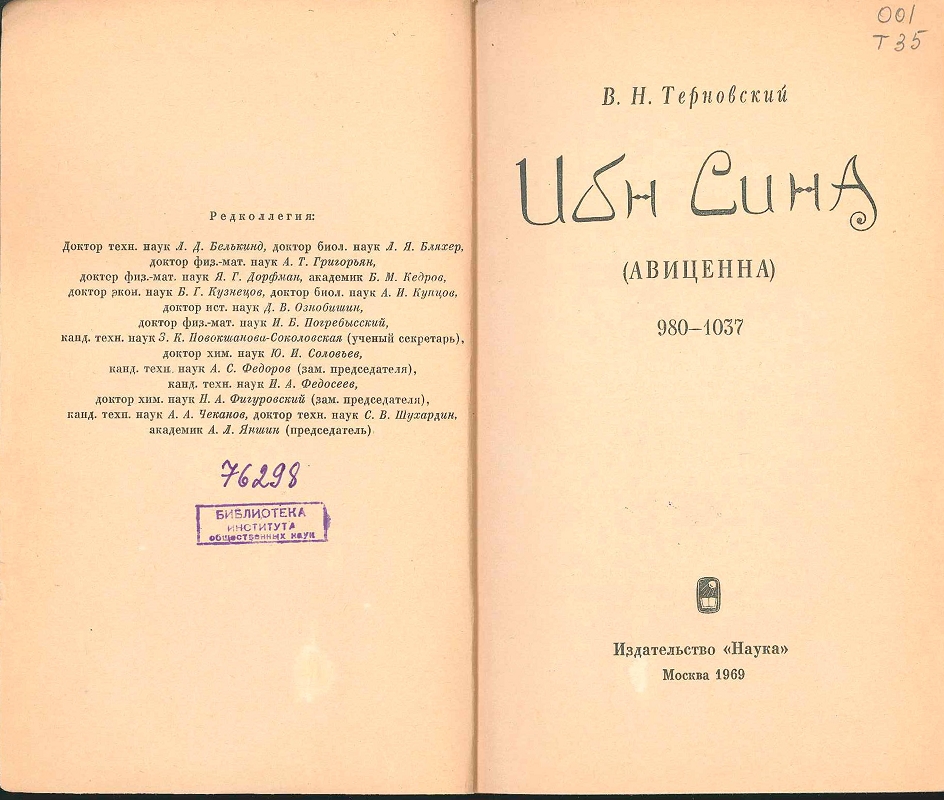 Редколлегия:
Доктор техн. наук Л. Д. Белькинд, доктор биол. наук Л. Я. Бляхер,
доктор физ.-мат. наук А. Т. Григорьян,
доктор физ.-мат. наук Я. Г. Дорфман, академик Б. М. Кедров,
доктор экон. наук Б. Г. Кузнецов, доктор биол. наук А. И. Купцов,
доктор ист. наук Д. В. Ознобишин,
доктор физ.-мат. наук И. Б. Погребысский,
канд. техн. наук З. К. Новокшанова-Соколовская (ученый секретарь),
доктор хим. наук Ю. И. Соловьев,
канд. техн. наук А. С. Федоров (зам. председателя),
канд. техн. наук И. А. Федосеев,
доктор хим. наук Н. А. Фигуровский (зам. председателя),
канд. техн. наук А. А. Чеканов, доктор техн. наук С. В. Шухардин,
академик А. Л. Яншин (председатель)
76298
БИБЛИОТЕКА
ИНСТИТУТА
общественных наук
001
Т 35
В. Н. Терновский
Ибн Сина
(АВИЦЕННА)
980–1037
Издательство «Наука»
Москва 1969